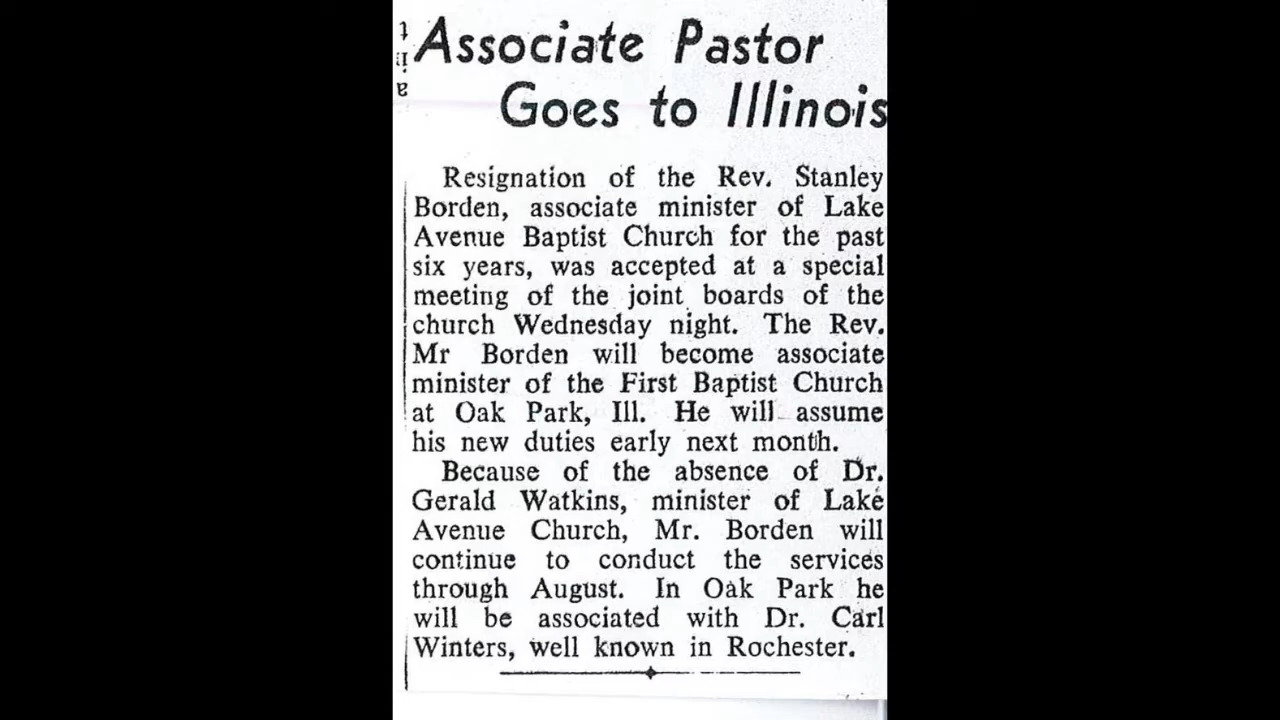 Associate Pastor
Goes to Illinois
Resignation of the Rev. Stanley
Borden, associate minister of Lake
Avenue Baptist Church for the past
six years, was accepted at a special
meeting of the joint boards of the
church Wednesday night. The Rev.
Mr Borden will become associate
minister of the First Baptist Church
at Oak Park, Ill. He will assume
his new duties early next month.
Because of the absence of Dr.
Gerald Watkins, minister of Lake
Avenue Church, Mr. Borden will
continue to conduct the services
through August. In Oak Park he
will be associated with Dr. Carl
Winters, well known in Rochester.